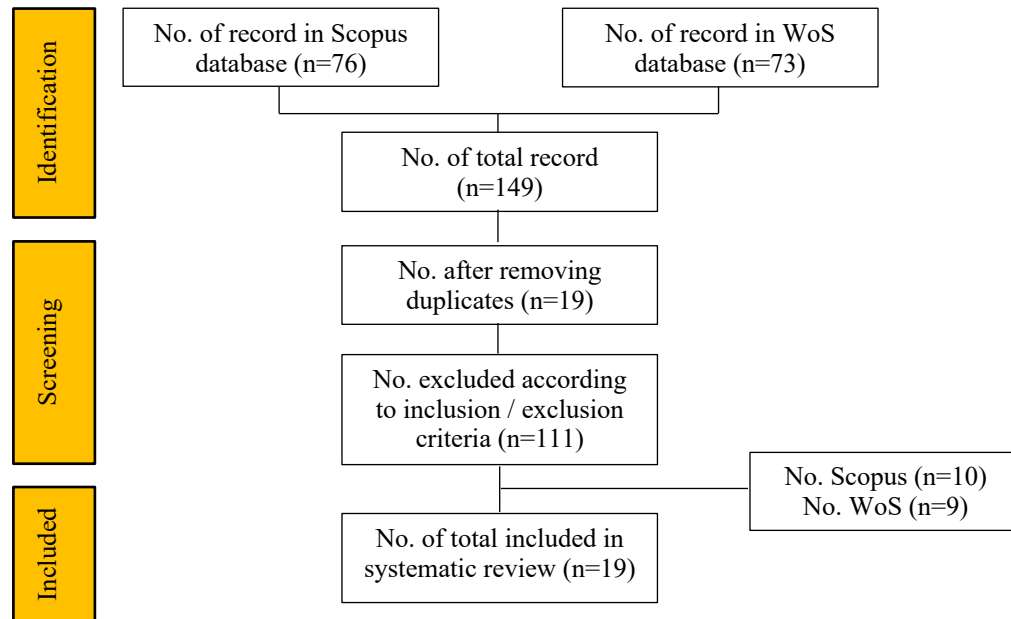 Identification
No. of record in Scopus
database (n=76)
No. of record in WoS
database (n=73)
No. of total record
(n=149)
Screening
No. after removing
duplicates (n=19)
No. excluded according
to inclusion / exclusion
criteria (n=111)
No. Scopus (n=10)
No. WoS (n=9)
Included
No. of total included in
systematic review (n=19)